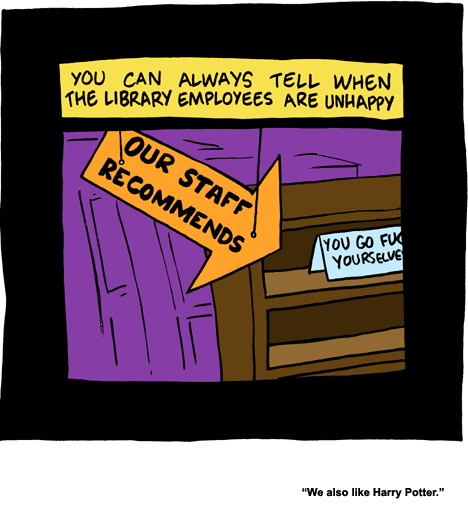 YOU CAN ALWAYS TELL WHEN
THE LIBRARY EMPLOYEES ARE UNHAPPY
OUR STAFF
RECOMMENDS
YOU GO FUC
YOURSELVE
“We also like Harry Potter.”